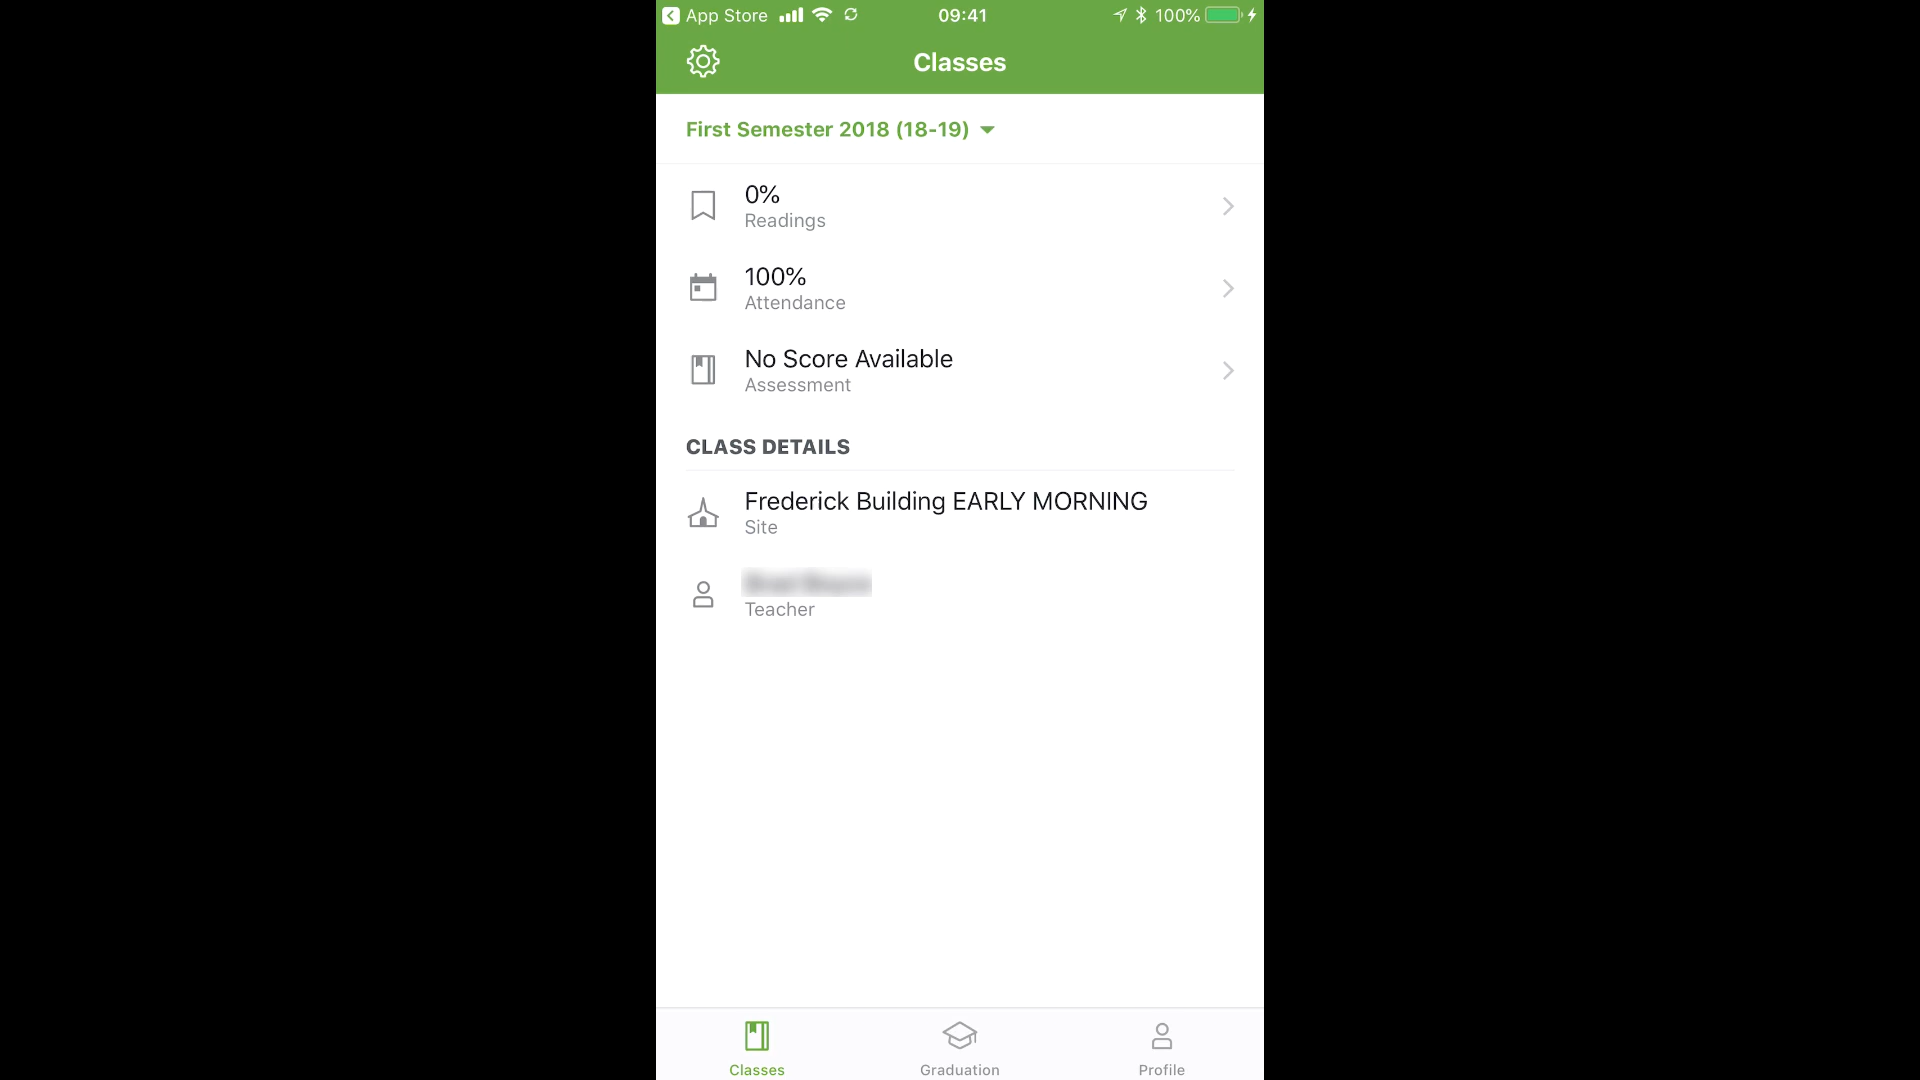 App Store 09:41 100%
Classes
First Semester 2018 (18-19)
0%
Readings
100%
Attendance
No Score Available
Assessment
CLASS DETAILS
Frederick Building EARLY MORNING
Site
Teacher
Classes Graduation Profile